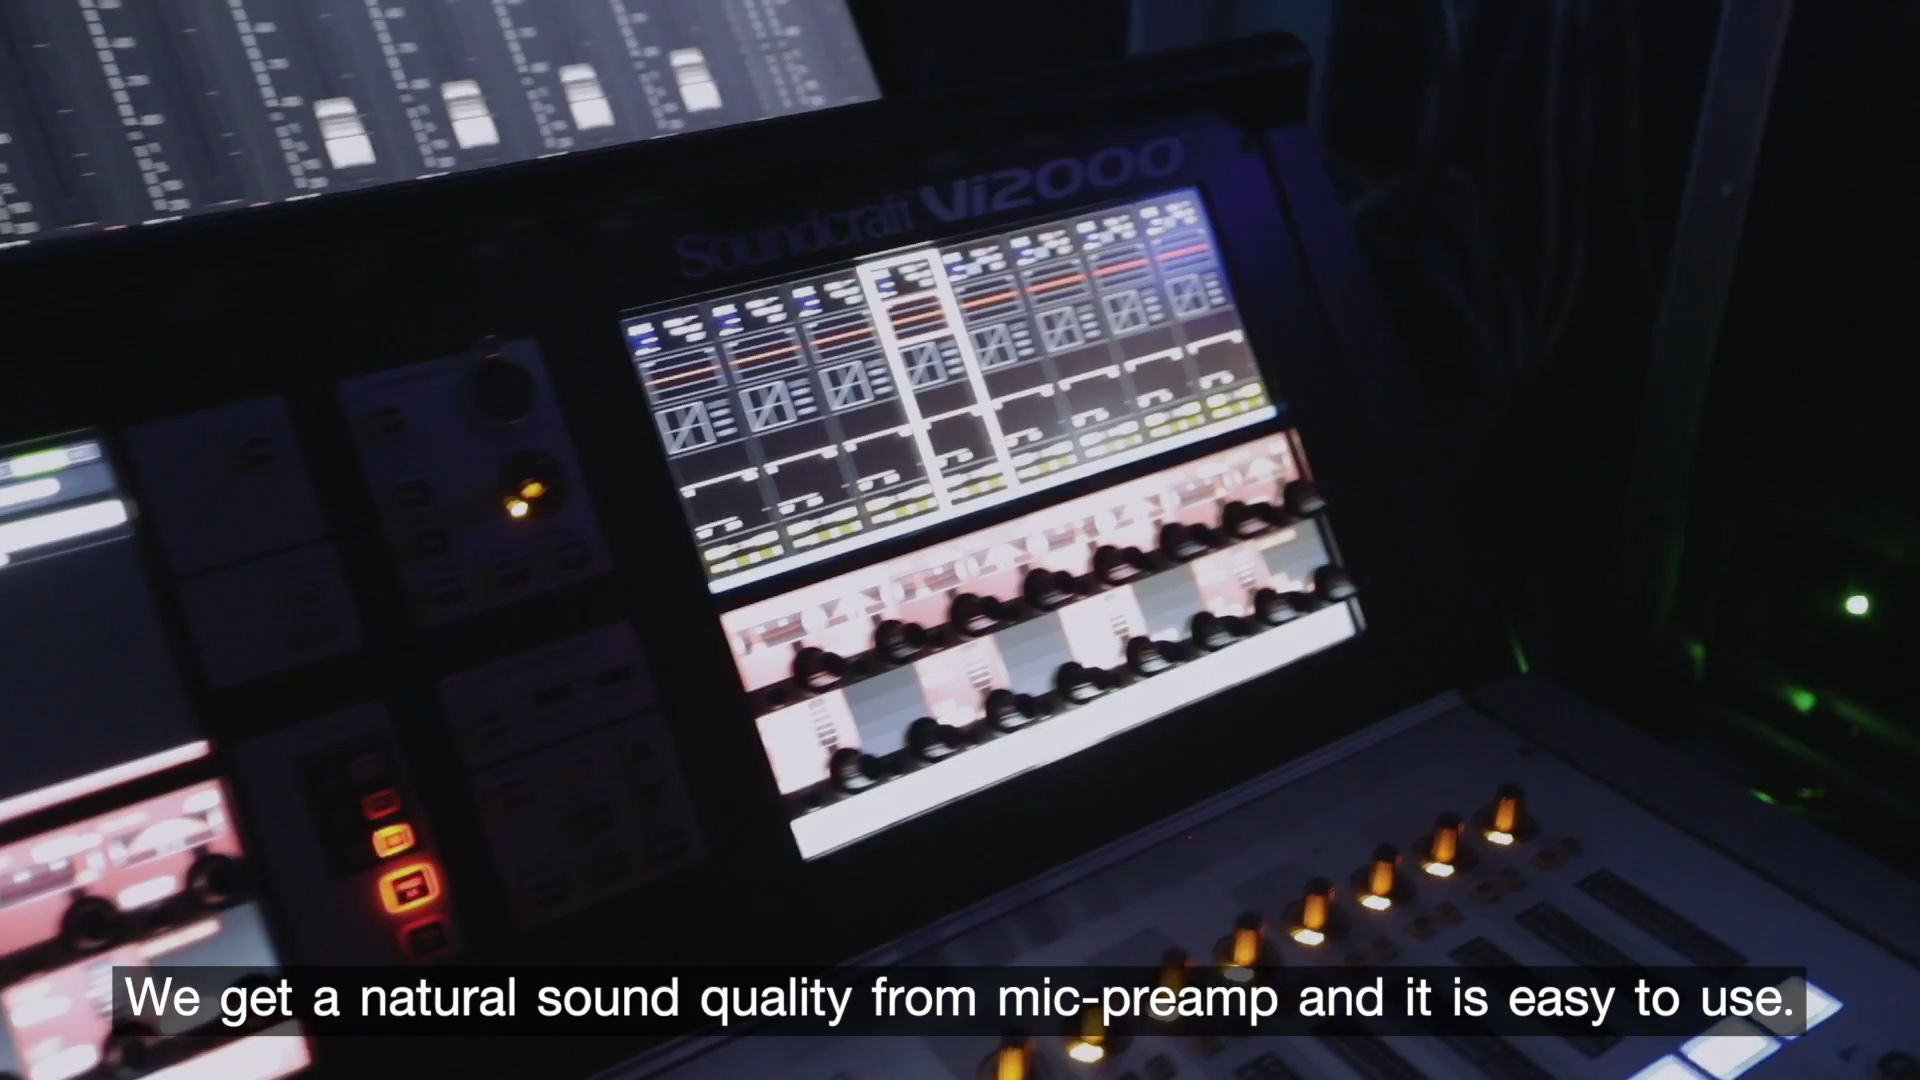 Soundcraft Vi2000
We get a natural sound quality from mic-preamp and it is easy to use.